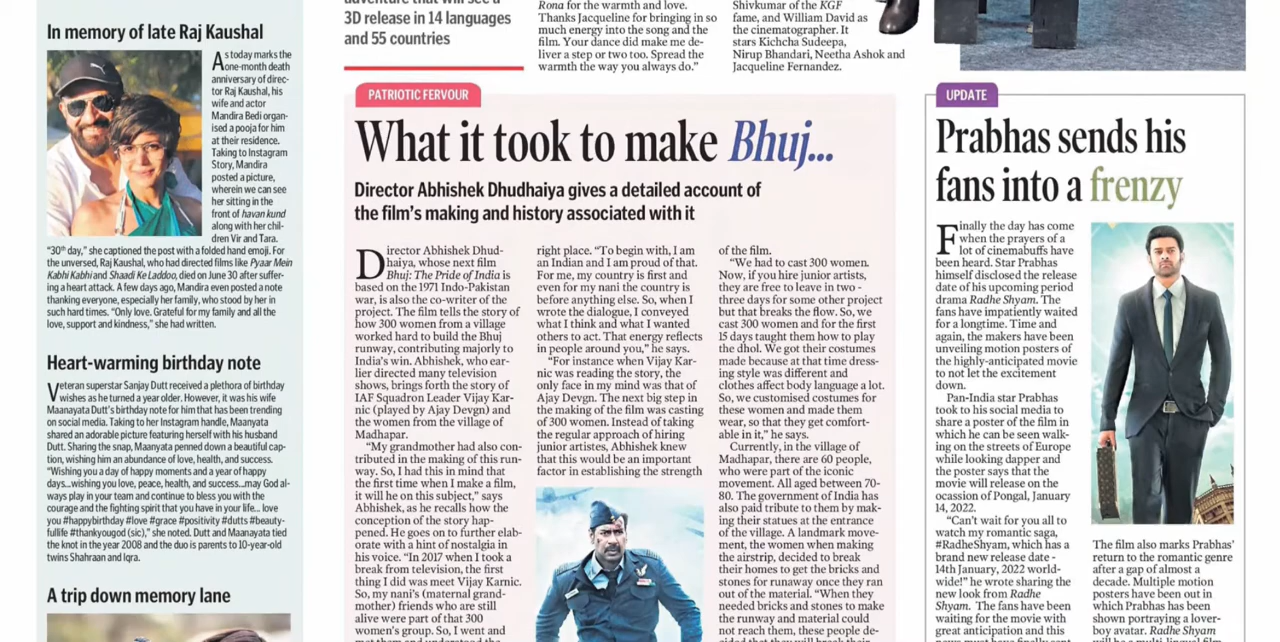 In memory of late Raj Kaushal
As today marks the
one-month death
anniversary of direc-
tor Raj Kaushal, his
wife and actor
Mandira Bedi organ-
ised a pooja for him
at their residence.
Taking to Instagram
Story, Mandira
posted a picture,
wherein we can see
her sitting in the
front of havan kund
along with her chil-
dren Vir and Tara.
“30th day,” she captioned the post with a folded hand emoji. For
the unversed, Raj Kaushal, who had directed films like Pyaar Mein
Kabhi Kabhi and Shaadi Ke Laddoo, died on June 30 after suffer-
ing a heart attack. A few days ago, Mandira even posted a note
thanking everyone, especially her family, who stood by her in
such hard times. “Only love. Grateful for my family and all the
love, support and kindness,” she had written.
Heart-warming birthday note
Veteran superstar Sanjay Dutt received a plethora of birthday
wishes as he turned a year older. However, it was his wife
Maanayata Dutt’s birthday note for him that has been trending
on social media. Taking to her Instagram handle, Maanyata
shared an adorable picture featuring herself with his husband
Dutt. Sharing the snap, Maanyata penned down a beautiful cap-
tion, wishing him an abundance of love, health, and success.
“Wishing you a day of happy moments and a year of happy
days...wishing you love, peace, health, and success...may God al-
ways play in your team and continue to bless you with the
courage and the fighting spirit that you have in your life... love
you #happybirthday #love #grace #positivity #dutts #beauty-
fullife #thankyougod (sic),” she noted. Dutt and Maanayata tied
the knot in the year 2008 and the duo is parents to 10-year-old
twins Shahraan and Iqra.
A trip down memory lane
adventure that will see a
3D release in 14 languages
and 55 countries
Rona for the warmth and love.
Thanks Jacqueline for bringing in so
much energy into the song and the
film. Your dance did make me de-
liver a step or two too. Spread the
warmth the way you always do.”
Shivkumar of the KGF
fame, and William David as
the cinematographer. It
stars Kichcha Sudeepa,
Nirup Bhandari, Neetha Ashok and
Jacqueline Fernandez.
PATRIOTIC FERVOUR
What it took to make Bhuj...
Director Abhishek Dhudhaiya gives a detailed account of
the film’s making and history associated with it
Director Abhishek Dhud-
haiya, whose next film
Bhuj: The Pride of India is
based on the 1971 Indo-Pakistan
war, is also the co-writer of the
project. The film tells the story of
how 300 women from a village
worked hard to build the Bhuj
runway, contributing majorly to
India’s win. Abhishek, who ear-
lier directed many television
shows, brings forth the story of
IAF Squadron Leader Vijay Kar-
nic (played by Ajay Devgn) and
the women from the village of
Madhapar.
“My grandmother had also con-
tributed in the making of this run-
way. So, I had this in mind that
the first time when I make a film,
it will he on this subject,” says
Abhishek, as he recalls how the
conception of the story hap-
pened. He goes on to further elab-
orate with a hint of nostalgia in
his voice. “In 2017 when I took a
break from television, the first
thing I did was meet Vijay Karnic.
So, my nani’s (maternal grand-
mother) friends who are still
alive were part of that 300
women’s group. So, I went and
met them and understood the
right place. “To begin with, I am
an Indian and I am proud of that.
For me, my country is first and
even for my nani the country is
before anything else. So, when I
wrote the dialogue, I conveyed
what I think and what I wanted
others to act. That energy reflects
in people around you,” he says.
“For instance when Vijay Kar-
nic was reading the story, the
only face in my mind was that of
Ajay Devgn. The next big step in
the making of the film was casting
of 300 women. Instead of taking
the regular approach of hiring
junior artists, Abhishek knew
that this would be an important
factor in establishing the strength
of the film.
“We had to cast 300 women.
Now, if you hire junior artists,
they are free to leave in two -
three days for some other project
but that breaks the flow. So, we
cast 300 women and for the first
15 days taught them how to play
the dhol. We got their costumes
made because at that time dress-
ing style was different and
clothes affect body language a lot.
So, we customised costumes for
these women and made them
wear, so that they get comfort-
able in it,” he says.
Currently, in the village of
Madhapar, there are 60 people,
who were part of the iconic
movement. All aged between 70-
80. The government of India has
also paid tribute to them by mak-
ing their statues at the entrance
of the village. A landmark move-
ment, the women when making
the airstrip, decided to break
their homes to get the bricks and
stones for runaway once they ran
out of the material. “When they
needed bricks and stones to make
the runway and material could
not reach them, these people de-
cided that they will break their
UPDATE
Prabhas sends his
fans into a frenzy
Finally the day has come
when the prayers of a
lot of cinemabuffs have
been heard. Star Prabhas
himself disclosed the release
date of his upcoming period
drama Radhe Shyam. The
fans have impatiently waited
for a longtime. Time and
again, the makers have been
unveiling motion posters of
the highly-anticipated movie
to not let the excitement
down.
Pan-India star Prabhas
took to his social media to
share a poster of the film in
which he can be seen walk-
ing on the streets of Europe
while looking dapper and
the poster says that the
movie will release on the
ocassion of Pongal, January
14, 2022.
“Can’t wait for you all to
watch my romantic saga,
#RadheShyam, which has a
brand new release date -
14th January, 2022 world-
wide!” he wrote sharing the
new look from Radhe
Shyam. The fans have been
waiting for the movie with
great anticipation and this
The film also marks Prabhas’
return to the romantic genre
after a gap of almost a
decade. Multiple motion
posters have been out in
which Prabhas has been
shown portraying a lover-
boy avatar. Radhe Shyam
will be a multi-lingual film